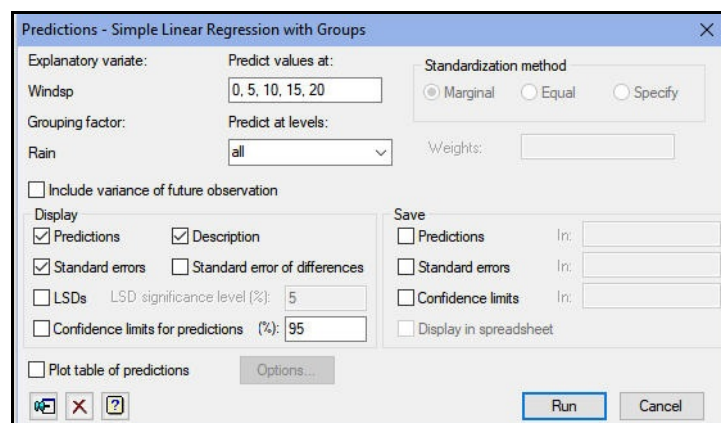 Predictions - Simple Linear Regression with Groups
Explanatory variate:
Predict values at:
Windsp
0, 5, 10, 15, 20
Grouping factor:
Predict at levels:
Rain
all
Standardization method
Marginal
Equal
Specify
Weights:
Include variance of future observation
Display
Predictions
Description
Standard errors
Standard error of differences
LSDs
LSD significance level (%):
5
Confidence limits for predictions
(%):
95
Save
Predictions
In:
Standard errors
In:
Confidence limits
In:
Display in spreadsheet
Plot table of predictions
Options...
Run
Cancel